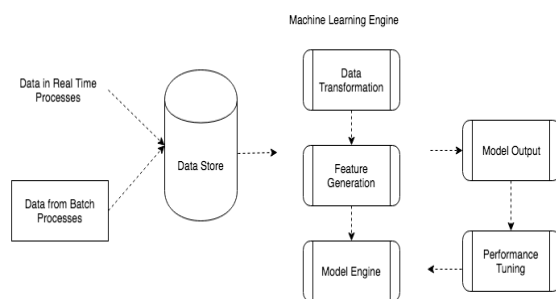 Machine Learning Engine
Data in Real Time
Processes
Data from Batch
Processes
Data Store
Data
Transformation
Feature
Generation
Model Engine
Model Output
Performance
Tuning